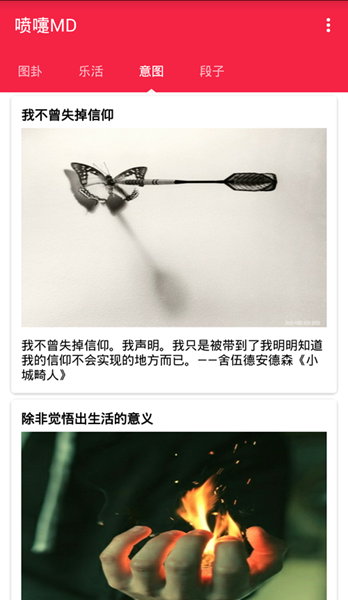 喷嚏MD
图卦 乐活 意图 段子
我不曾失掉信仰
我不曾失掉信仰。我声明。我只是被带到了我明明知道
我的信仰不会实现的地方而已。——舍伍德安德森《小
城畸人》
除非觉悟出生活的意义